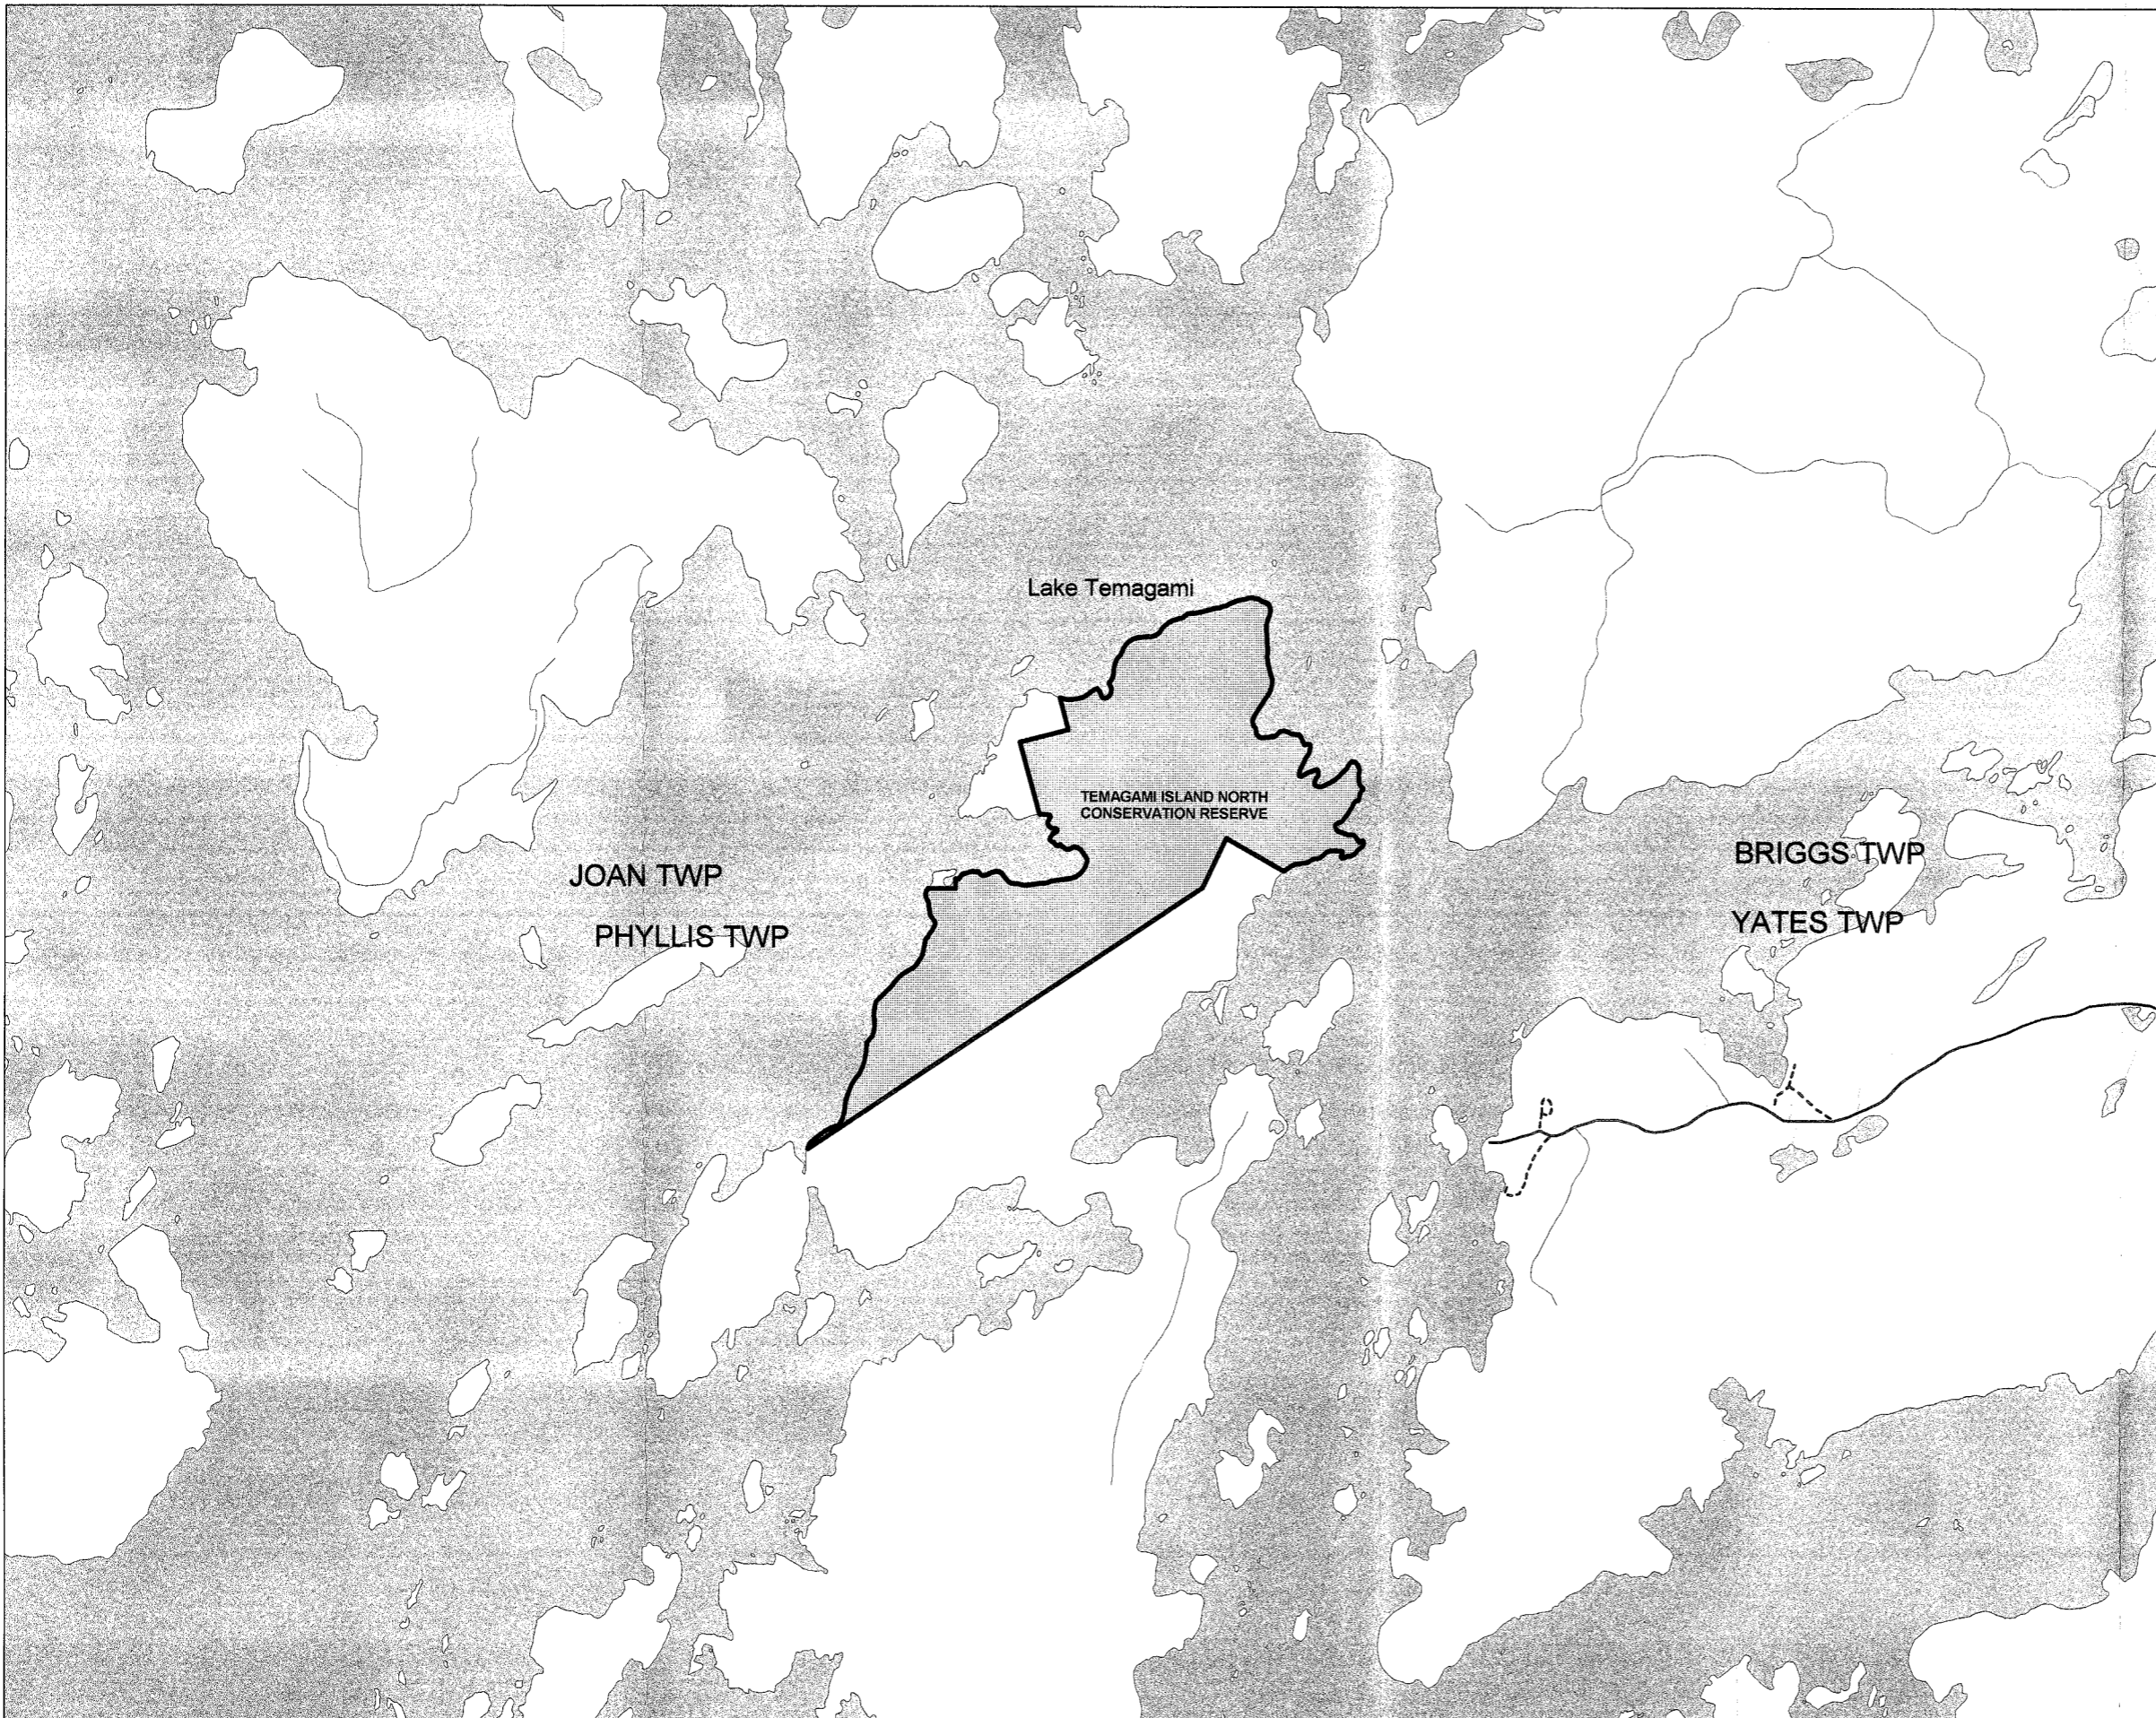 Lake Temagami
TEMAGAMI ISLAND NORTH
CONSERVATION RESERVE
JOAN TWP
BRIGGS TWP
PHYLLIS TWP
YATES TWP